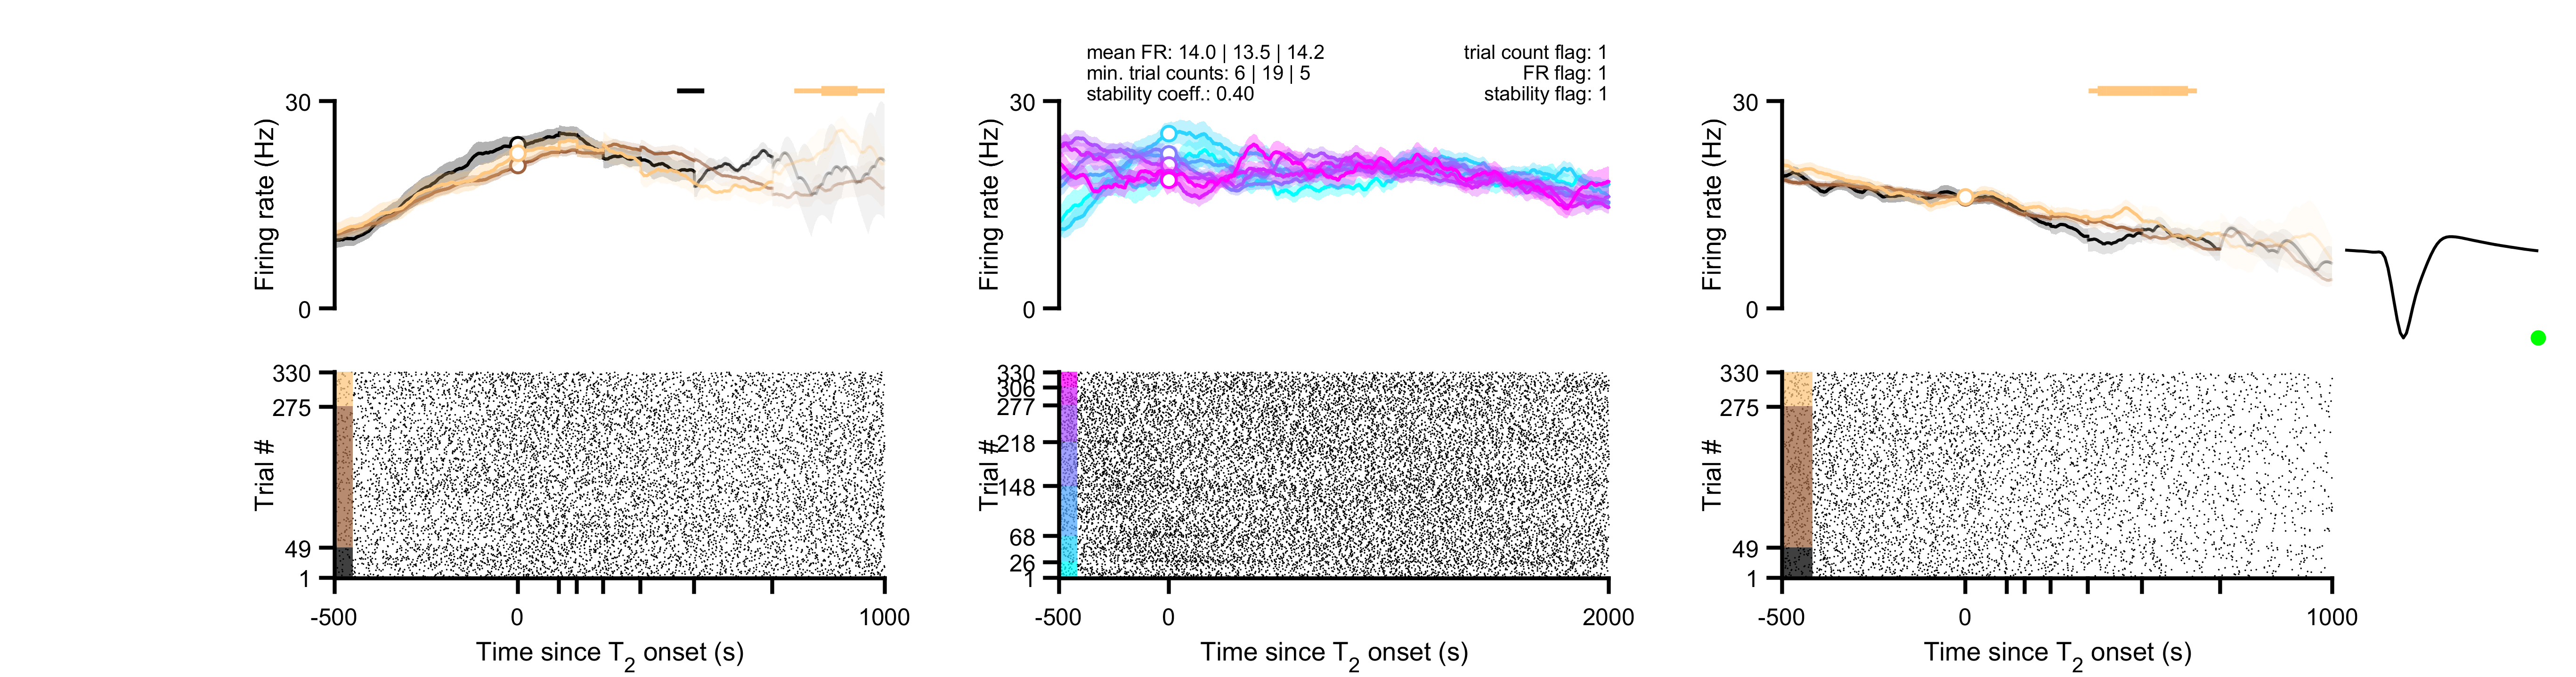 mean FR: 14.0 | 13.5 | 14.2
min. trial counts: 6 | 19 | 5
stability coeff.: 0.40
trial count flag: 1
FR flag: 1
stability flag: 1
30
Firing rate (Hz)
0
30
Firing rate (Hz)
0
30
Firing rate (Hz)
0
330
275
Trial #
49
1
-500
0
1000
Time since T2 onset (s)
330
306
277
218
Trial #
148
68
26
1
-500
0
2000
Time since T2 onset (s)
330
275
Trial #
49
1
-500
0
1000
Time since T2 onset (s)